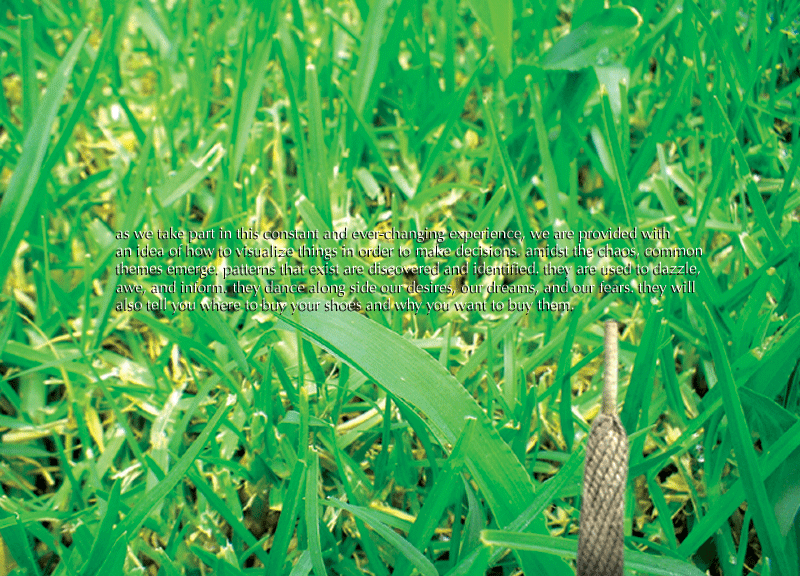 as we take part in this constant and ever-changing experience, we are provided with
an idea of how to visualize things in order to make decisions. amidst the chaos, common
themes emerge. patterns that exist are discovered and identified. they are used to dazzle,
awe, and inform. they dance along side our desires, our dreams, and our fears. they will
also tell you where to buy your shoes and why you want to buy them.